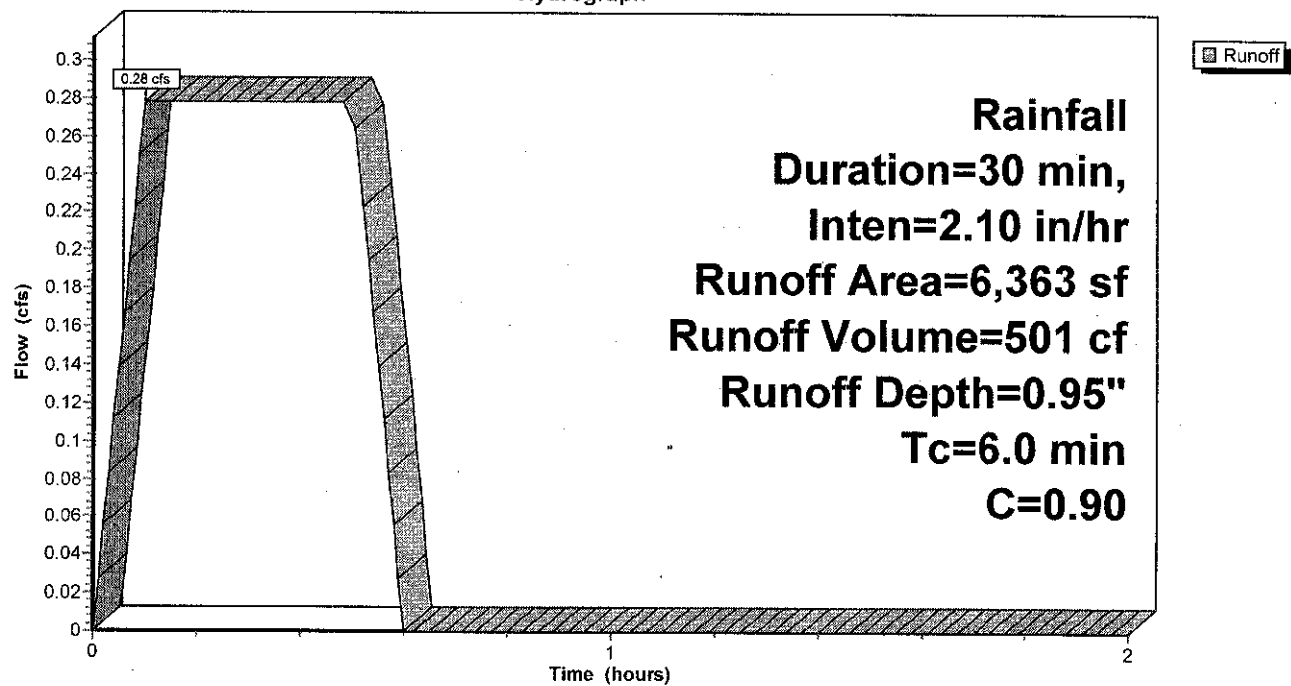 Runoff
0.28 cfs
0.3
0.28
0.26
0.24
0.22
0.2
0.18
0.16
0.14
0.12
0.1
0.08
0.06
0.04
0.02
0
Flow (cfs)
Rainfall
Duration=30 min,
Inten=2.10 in/hr
Runoff Area=6,363 sf
Runoff Volume=501 cf
Runoff Depth=0.95"
Tc=6.0 min
C=0.90
0
1
2
Time (hours)